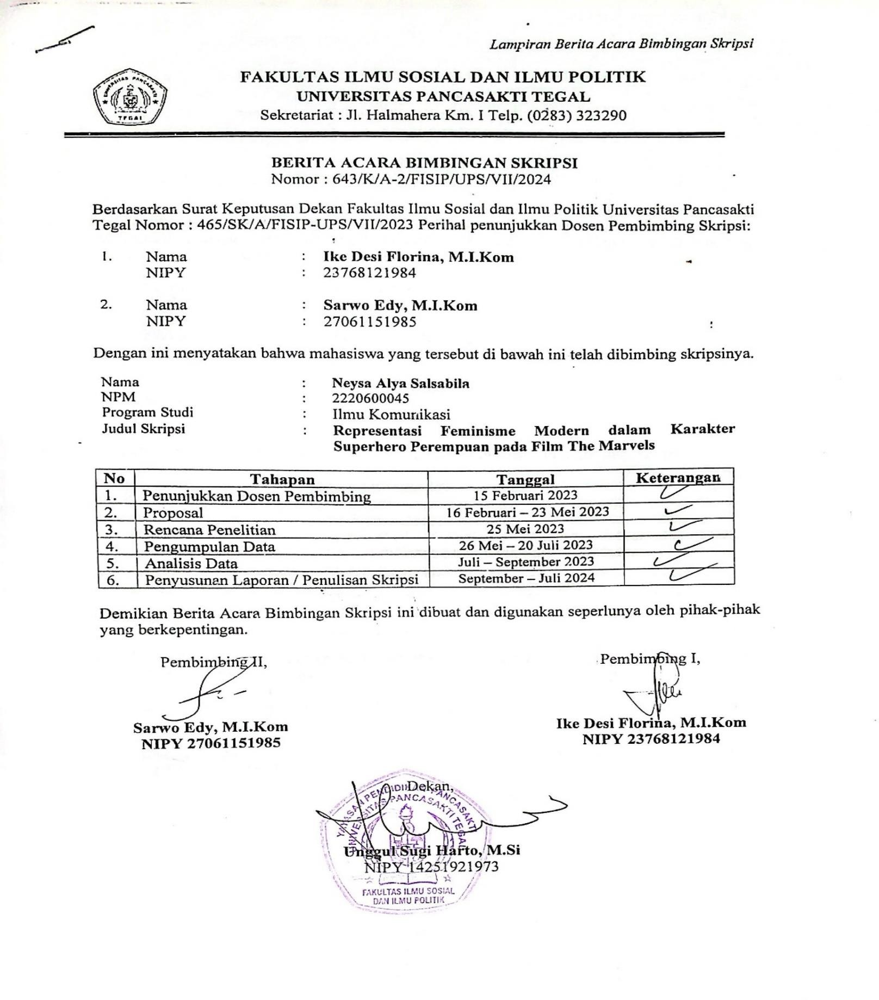 Lampiran Berita Acara Bimbingan Skripsi
UNIVERSITAS PANCASAKTI
TEGAL
FAKULTAS ILMU SOSIAL DAN ILMU POLITIK
UNIVERSITAS PANCASAKTI TEGAL
Sekretariat : Jl. Halmahera Km. I Telp. (0283) 323290
BERITA ACARA BIMBINGAN SKRIPSI
Nomor : 643/K/A-2/FISIP/UPS/VII/2024
Berdasarkan Surat Keputusan Dekan Fakultas Ilmu Sosial dan Ilmu Politik Universitas Pancasakti
Tegal Nomor : 465/SK/A/FISIP-UPS/VII/2023 Perihal penunjukkan Dosen Pembimbing Skripsi:
1. Nama : Ike Desi Florina, M.I.Kom
NIPY : 23768121984
2. Nama : Sarwo Edy, M.I.Kom
NIPY : 27061151985
Dengan ini menyatakan bahwa mahasiswa yang tersebut di bawah ini telah dibimbing skripsinya.
Nama : Neysa Alya Salsabila
NPM : 2220600045
Program Studi : Ilmu Komunikasi
Judul Skripsi : Representasi Feminisme Modern dalam Karakter
Superhero Perempuan pada Film The Marvels
No Tahapan Tanggal Keterangan
1. Penunjukkan Dosen Pembimbing 15 Februari 2023
2. Proposal 16 Februari – 23 Mei 2023
3. Rencana Penelitian 25 Mei 2023
4. Pengumpulan Data 26 Mei – 20 Juli 2023
5. Analisis Data Juli – September 2023
6. Penyusunan Laporan / Penulisan Skripsi September – Juli 2024
Demikian Berita Acara Bimbingan Skripsi ini dibuat dan digunakan seperlunya oleh pihak-pihak
yang berkepentingan.
Pembimbing II, Pembimbing I,
Sarwo Edy, M.I.Kom Ike Desi Florina, M.I.Kom
NIPY 27061151985 NIPY 23768121984
Dekan,
YAYASAN PENDIDIKAN PANCASAKTI
UNIVERSITAS PANCASAKTI TEGAL
Unggul Sugi Harto, M.Si
NIPY 14251921973
FAKULTAS ILMU SOSIAL
DAN ILMU POLITIK